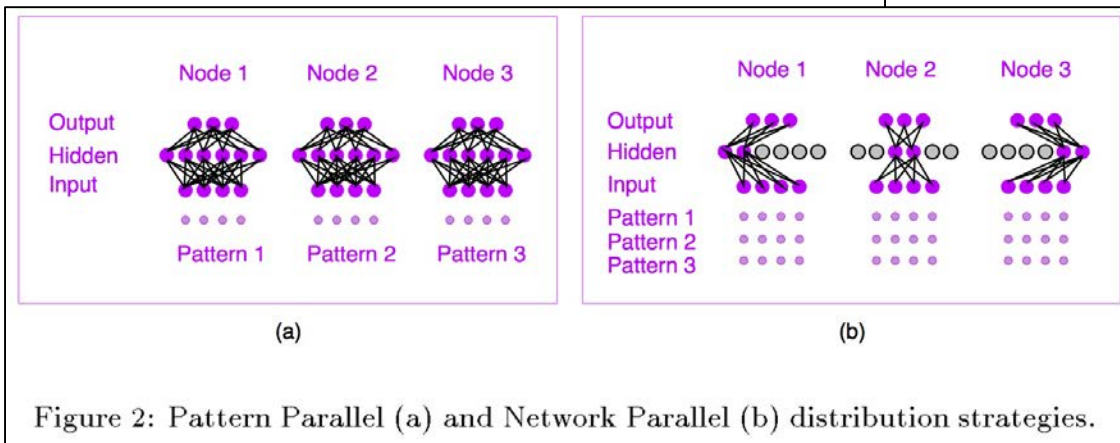 Node 1 Node 2 Node 3
Output
Hidden
Input
Pattern 1 Pattern 2 Pattern 3
(a)
Node 1 Node 2 Node 3
Output
Hidden
Input
Pattern 1
Pattern 2
Pattern 3
(b)
Figure 2: Pattern Parallel (a) and Network Parallel (b) distribution strategies.